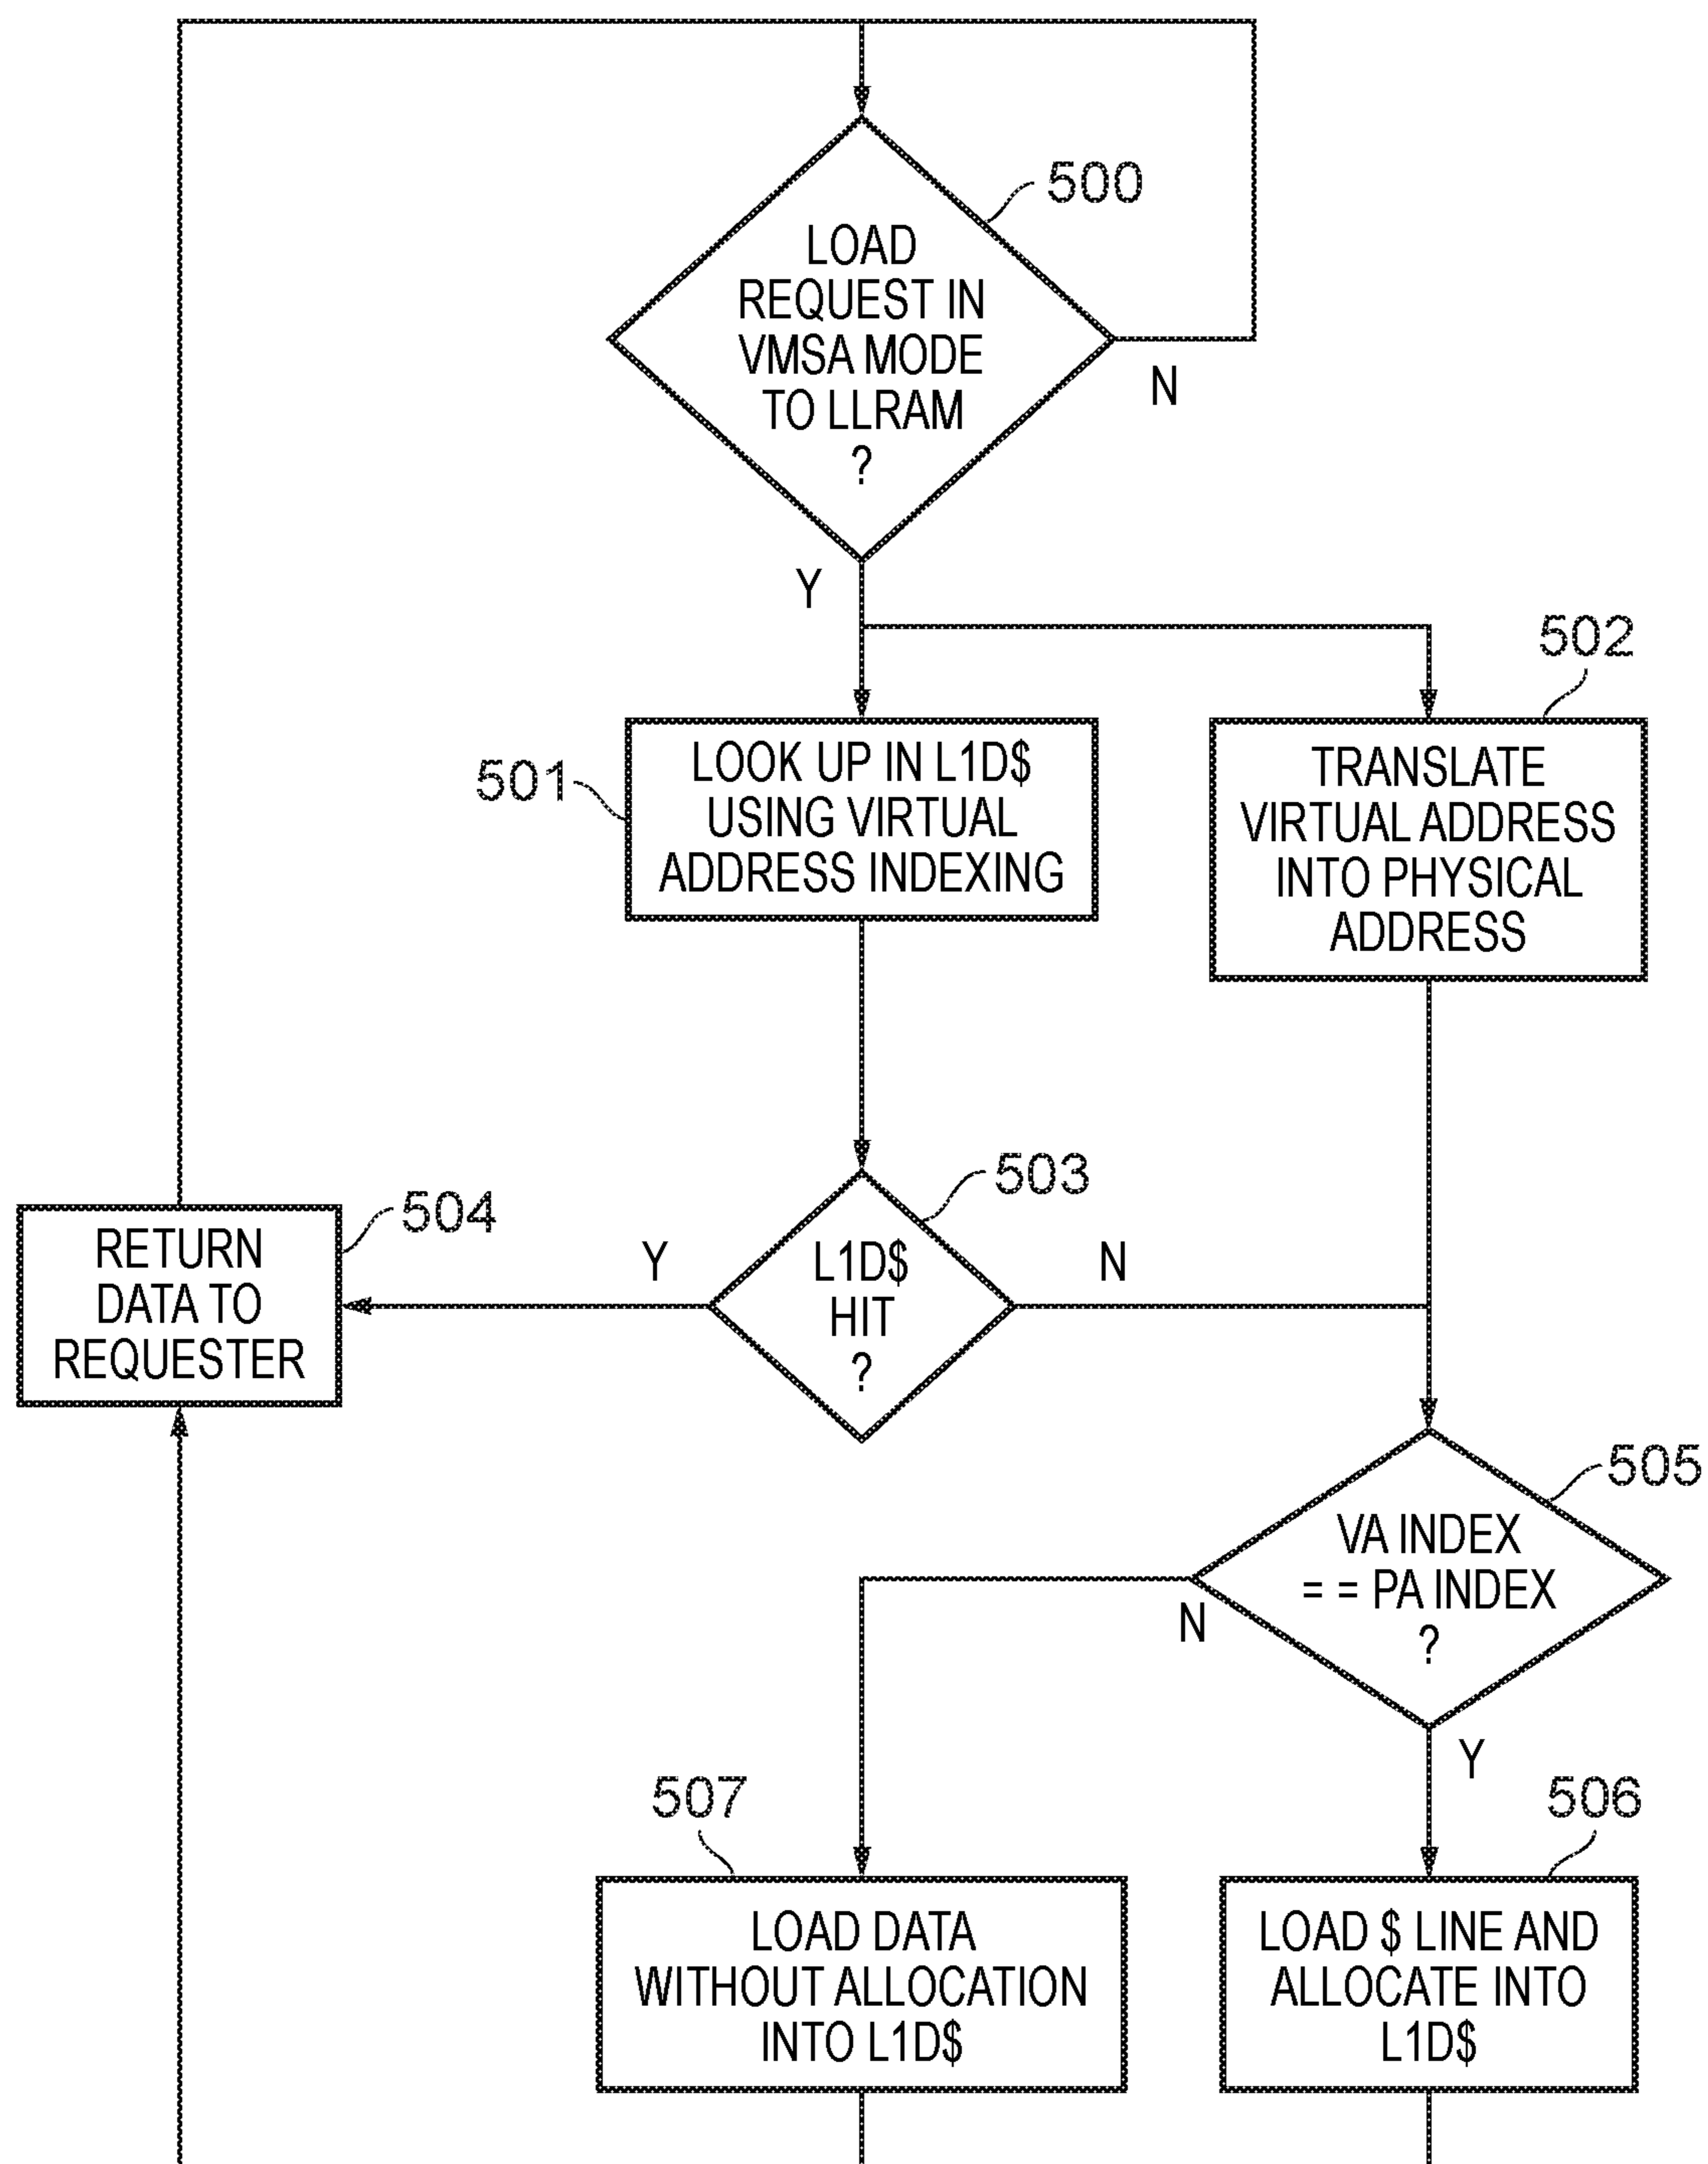 500
LOAD
REQUEST IN
VMSA MODE
TO LLRAM
?
N
Y
502
501
LOOK UP IN L1D$
USING VIRTUAL
ADDRESS INDEXING
TRANSLATE
VIRTUAL ADDRESS
INTO PHYSICAL
ADDRESS
503
504
RETURN
DATA TO
REQUESTER
Y
L1D$
HIT
?
N
505
VA INDEX
= = PA INDEX
?
N
Y
507
506
LOAD DATA
WITHOUT ALLOCATION
INTO L1D$
LOAD $ LINE AND
ALLOCATE INTO
L1D$